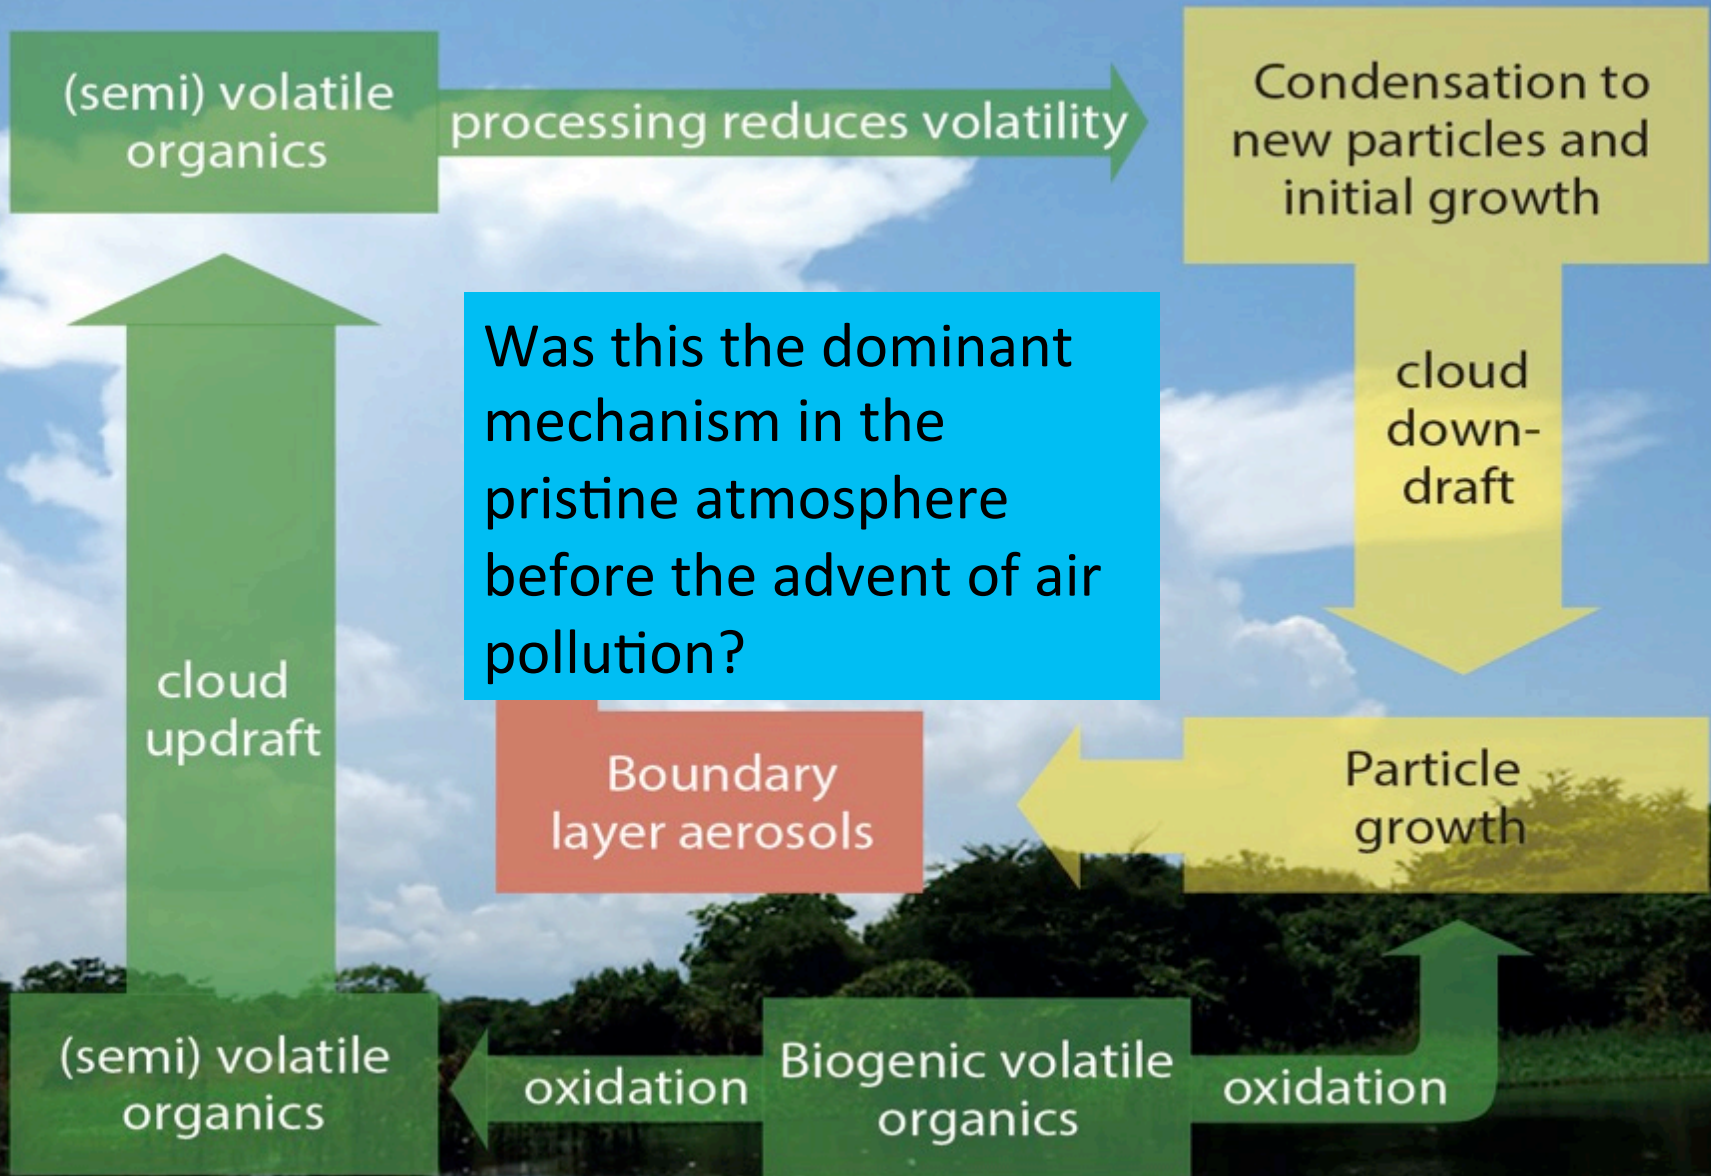 (semi) volatile
organics
processing reduces volatility
Condensation to
new particles and
initial growth
cloud
down-
draft
Was this the dominant
mechanism in the
pristine atmosphere
before the advent of air
pollution?
cloud
updraft
Boundary
layer aerosols
Particle
growth
(semi) volatile
organics
oxidation
Biogenic volatile
organics
oxidation